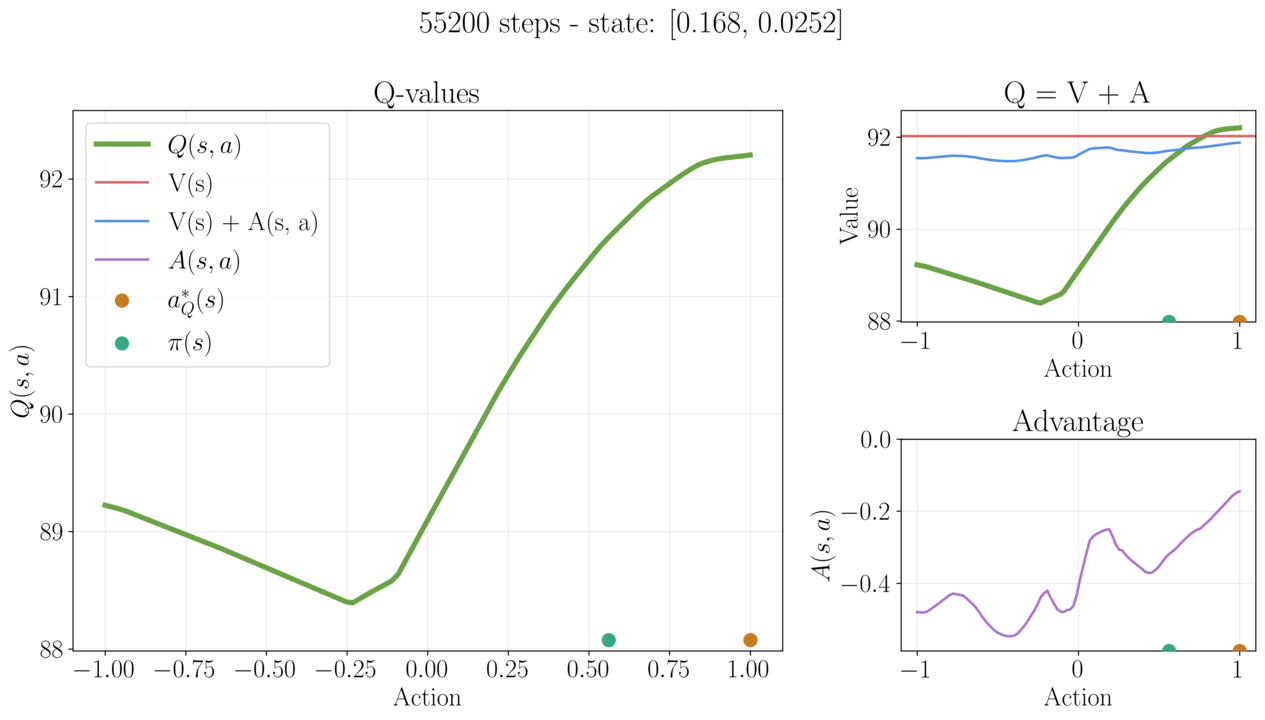 55200 steps - state: [0.168, 0.0252]
Q-values
Q(s, a)
V(s)
V(s) + A(s, a)
A(s, a)
a*Q(s)
π(s)
Q(s, a)
92
91
90
89
88
−1.00 −0.75 −0.50 −0.25 0.00 0.25 0.50 0.75 1.00
Action
Q = V + A
Value
92
90
88
−1 0 1
Action
Advantage
A(s, a)
0.0
−0.2
−0.4
−1 0 1
Action